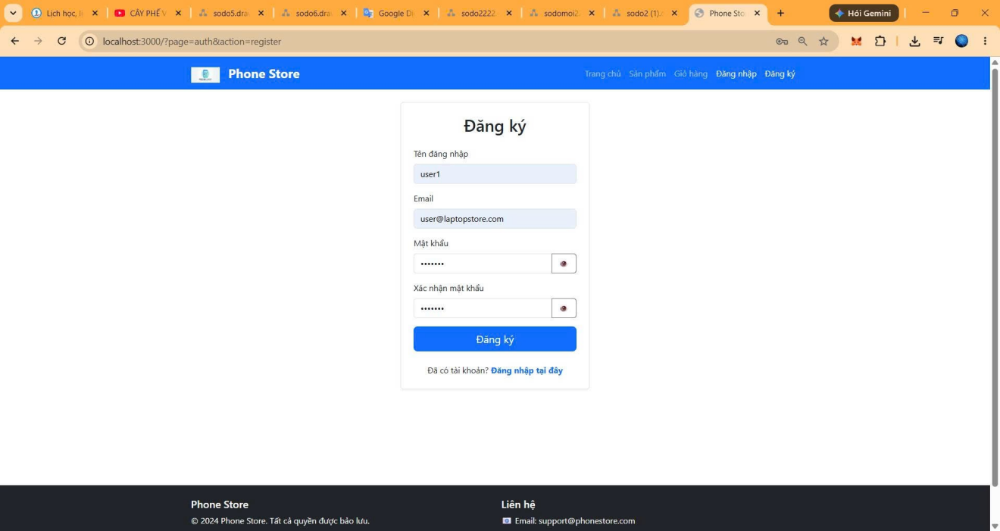 Lịch học, l
CÂY PHẾ V
sodo5.dra
sodo6.dra
Google Di
sodo2222.
sodomoi2.
sodo2 (1).
Phone Sto
Hỏi Gemini
localhost:3000/?page=auth&action=register
Phone Store
Trang chủ Sản phẩm Giỏ hàng Đăng nhập Đăng ký
Đăng ký
Tên đăng nhập
user1
Email
user@laptopstore.com
Mật khẩu
•••••••
Xác nhận mật khẩu
•••••••
Đăng ký
Đã có tài khoản? Đăng nhập tại đây
Phone Store
© 2024 Phone Store. Tất cả quyền được bảo lưu.
Liên hệ
Email: support@phonestore.com